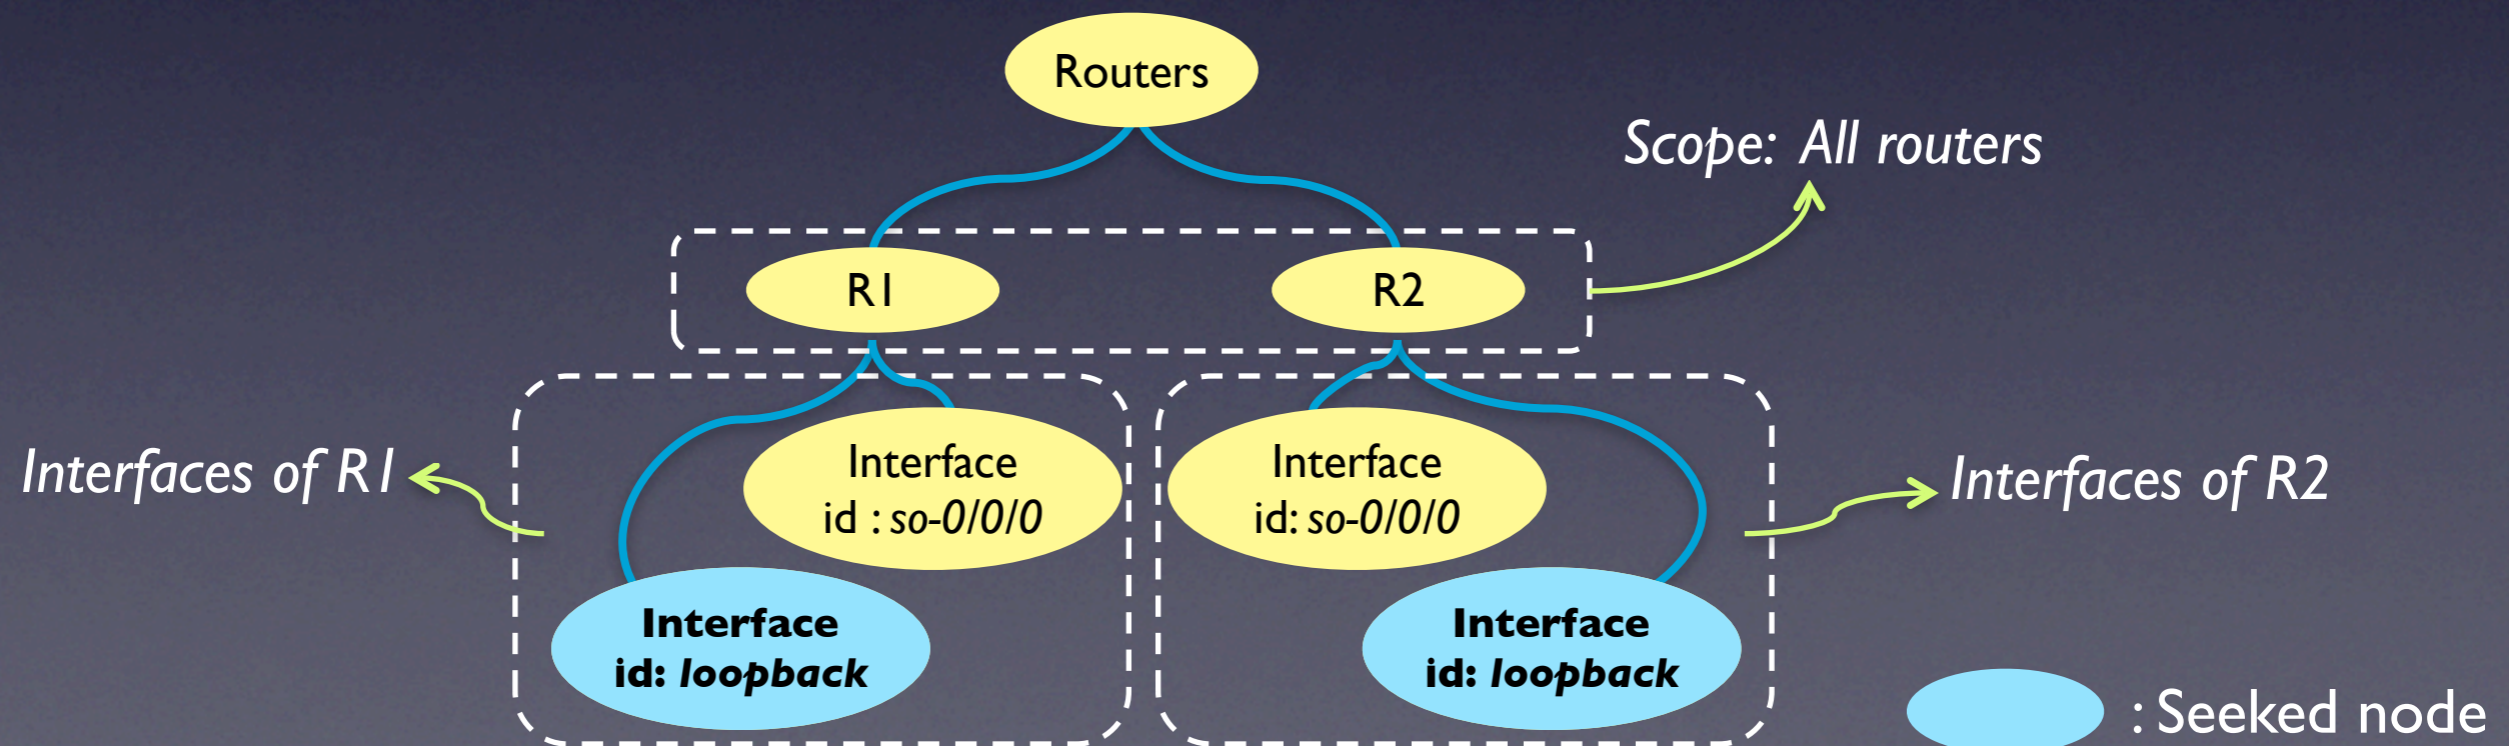 Routers
Scope: All routers
R1
R2
Interfaces of R1
Interface
id : so-0/0/0
Interface
id: so-0/0/0
Interfaces of R2
Interface
id: loopback
Interface
id: loopback
: Seeked node